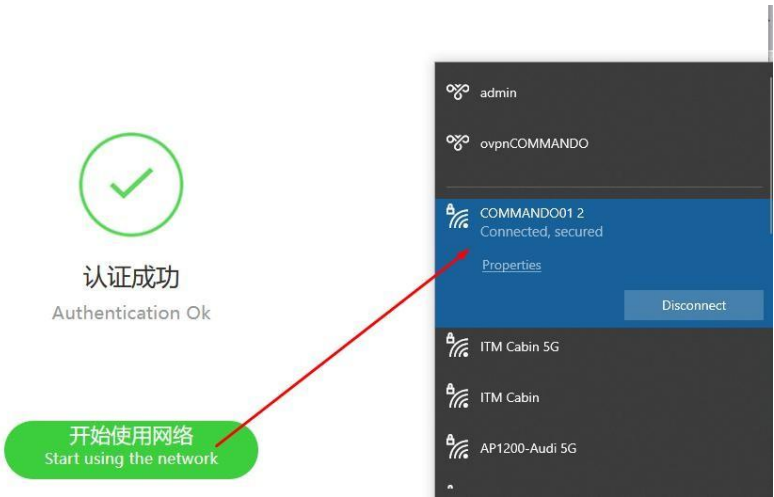 认证成功
Authentication Ok
开始使用网络
Start using the network
admin
ovpnCOMMANDO
COMMANDO01 2
Connected, secured
Properties
Disconnect
ITM Cabin 5G
ITM Cabin
AP1200-Audi 5G